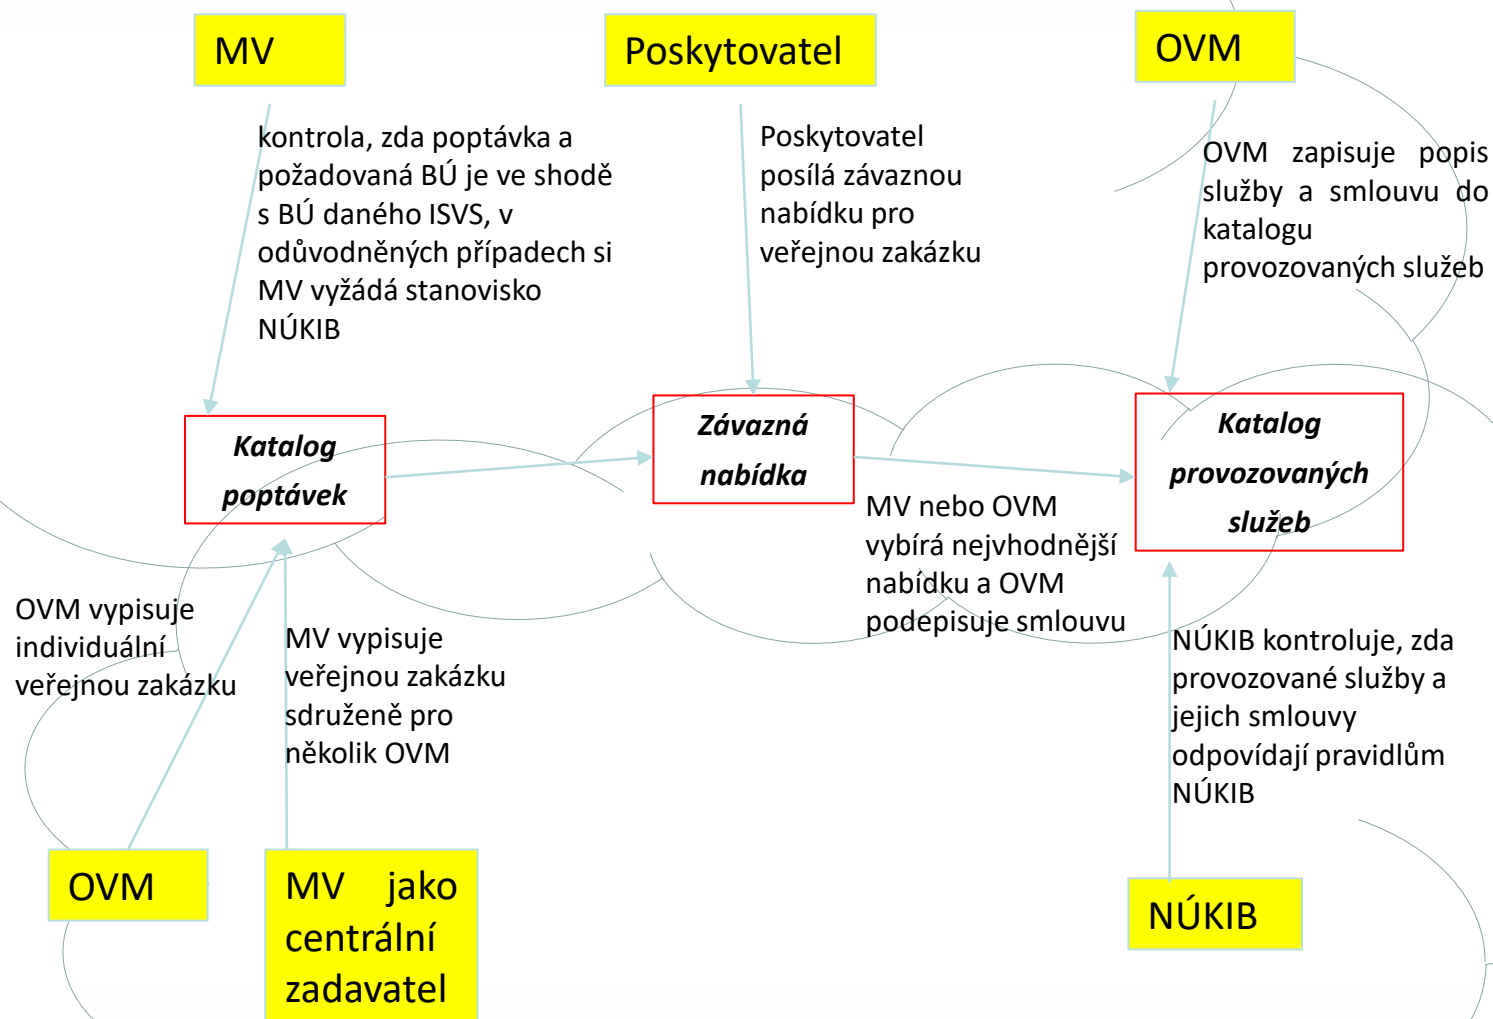 MV
Poskytovatel
OVM
kontrola, zda poptávka a
požadovaná BÚ je ve shodě
s BÚ daného ISVS, v
odůvodněných případech si
MV vyžádá stanovisko
NÚKIB
Poskytovatel
posílá závaznou
nabídku pro
veřejnou zakázku
OVM zapisuje popis
služby a smlouvu do
katalogu
provozovaných služeb
Katalog
poptávek
Závazná
nabídka
Katalog
provozovaných
služeb
MV nebo OVM
vybírá nejvhodnější
nabídku a OVM
podepisuje smlouvu
OVM vypisuje
individuální
veřejnou zakázku
MV vypisuje
veřejnou zakázku
sdruženě pro
několik OVM
NÚKIB kontroluje, zda
provozované služby a
jejich smlouvy
odpovídají pravidlům
NÚKIB
OVM
MV jako
centrální
zadavatel
NÚKIB